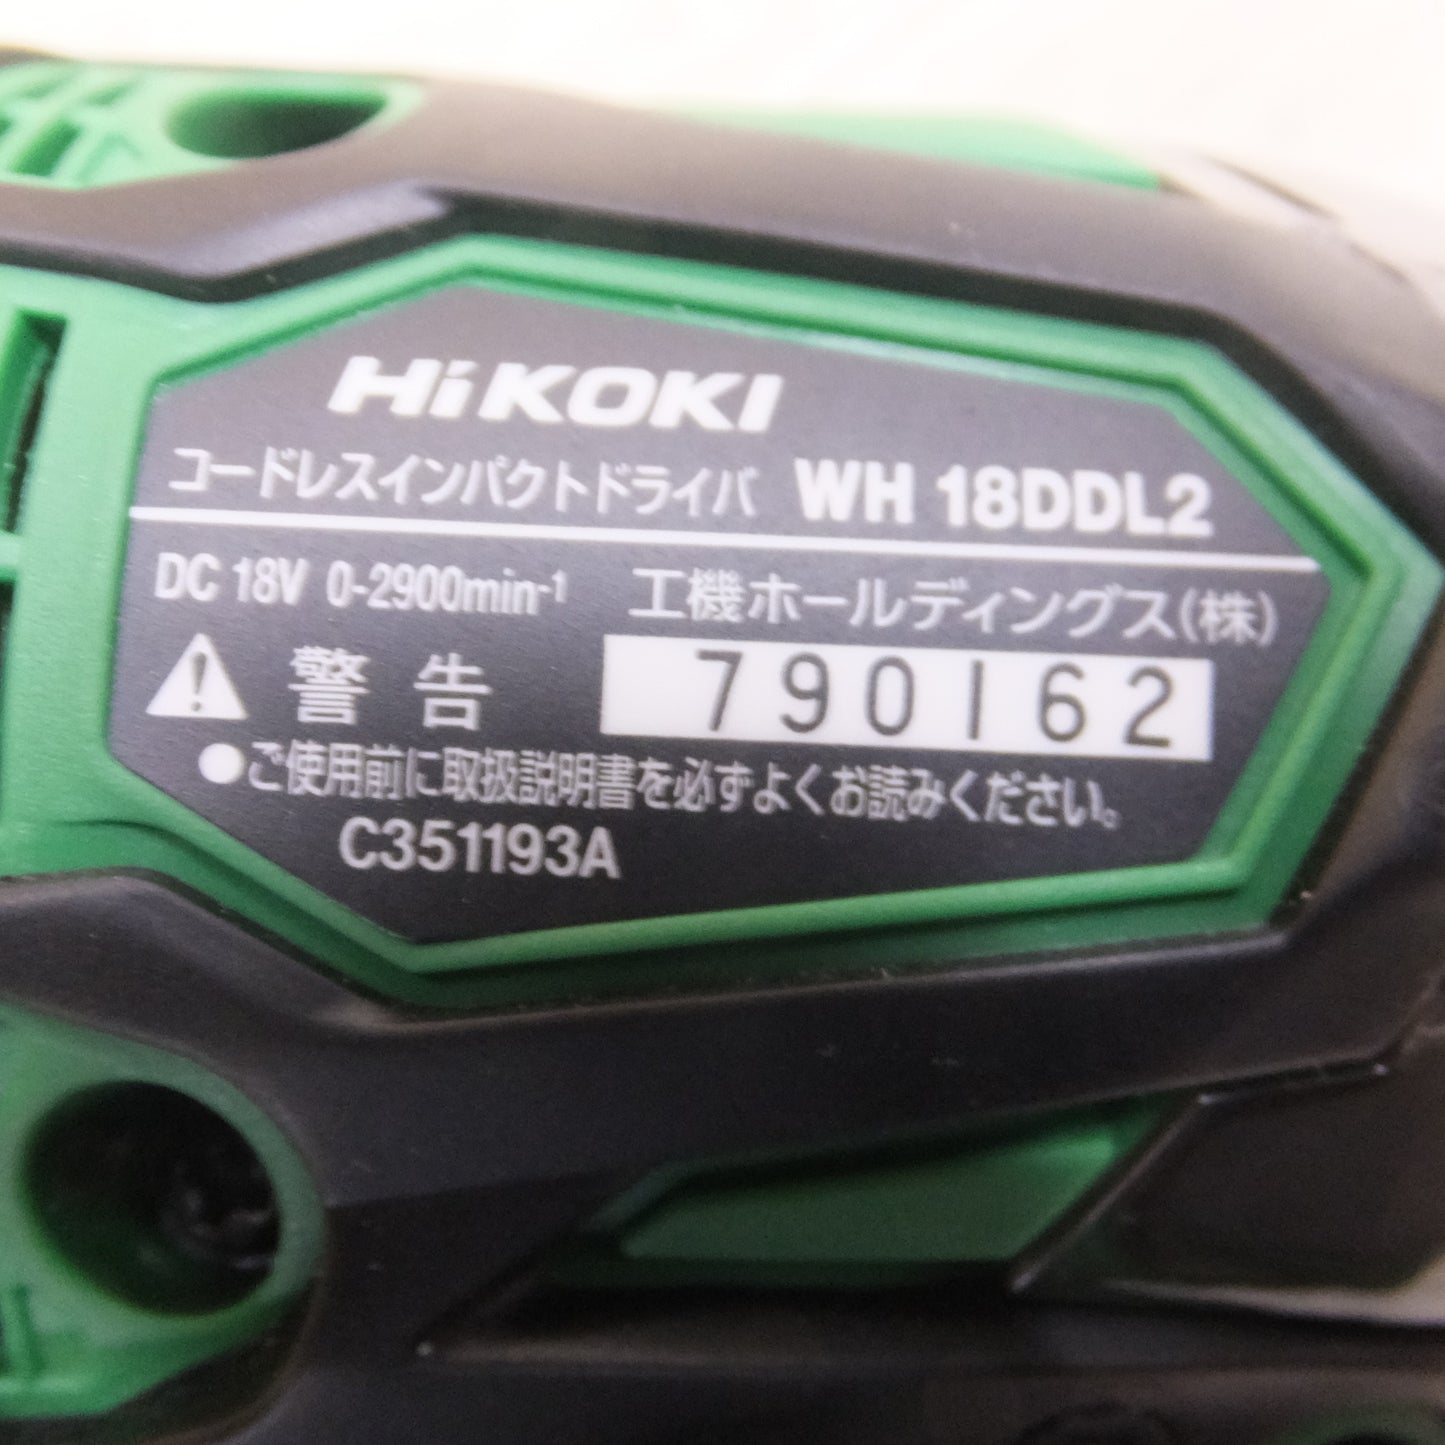 HiKOKI
コードレスインパクトドライバ WH 18DDL2
DC 18V 0-2900min-1 工機ホールディングス(株)
警告 790162
●ご使用前に取扱説明書を必ずよくお読みください。
C351193A